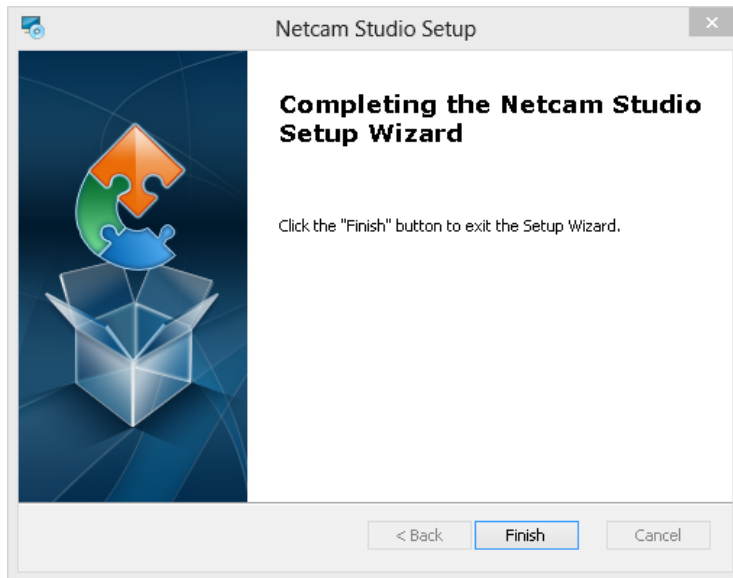 Netcam Studio Setup
Completing the Netcam Studio
Setup Wizard
Click the "Finish" button to exit the Setup Wizard.
< Back Finish Cancel